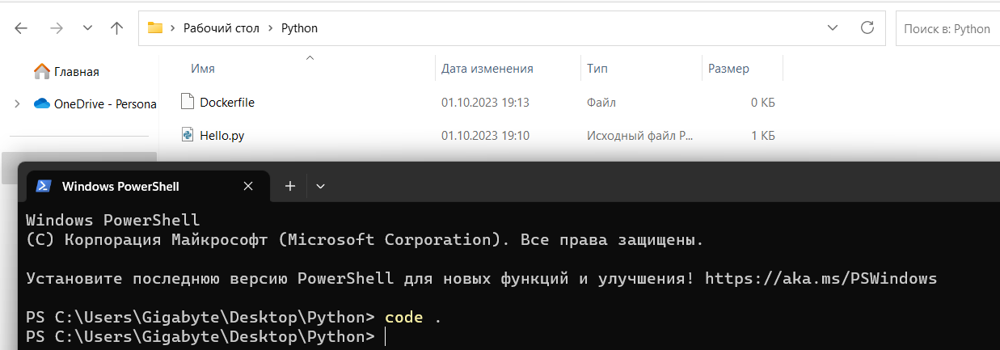 Рабочий стол Python
Поиск в: Python
Главная
Имя Дата изменения Тип Размер
OneDrive - Persona
Dockerfile 01.10.2023 19:13 Файл 0 КБ
Hello.py 01.10.2023 19:10 Исходный файл P... 1 КБ
Windows PowerShell
Windows PowerShell
(C) Корпорация Майкрософт (Microsoft Corporation). Все права защищены.
Установите последнюю версию PowerShell для новых функций и улучшения! https://aka.ms/PSWindows
PS C:\Users\Gigabyte\Desktop\Python> code .
PS C:\Users\Gigabyte\Desktop\Python>